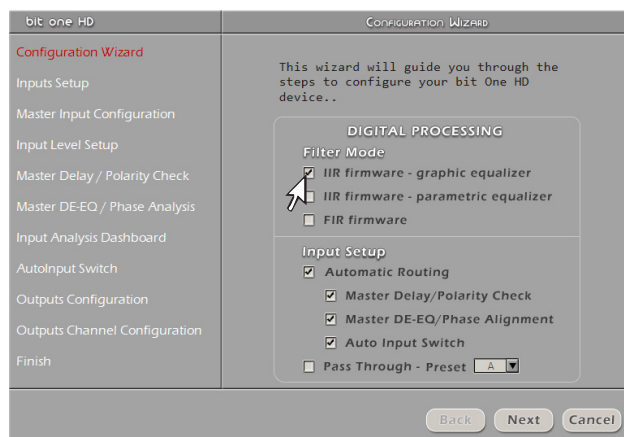 bit one HD
Configuration Wizard
Configuration Wizard
Inputs Setup
Master Input Configuration
Input Level Setup
Master Delay / Polarity Check
Master DE-EQ / Phase Analysis
Input Analysis Dashboard
AutoInput Switch
Outputs Configuration
Outputs Channel Configuration
Finish
This wizard will guide you through the
steps to configure your bit One HD
device..
DIGITAL PROCESSING
Filter Mode
IIR firmware - graphic equalizer
IIR firmware - parametric equalizer
FIR firmware
Input Setup
Automatic Routing
Master Delay/Polarity Check
Master DE-EQ/Phase Alignment
Auto Input Switch
Pass Through - Preset A
Back Next Cancel